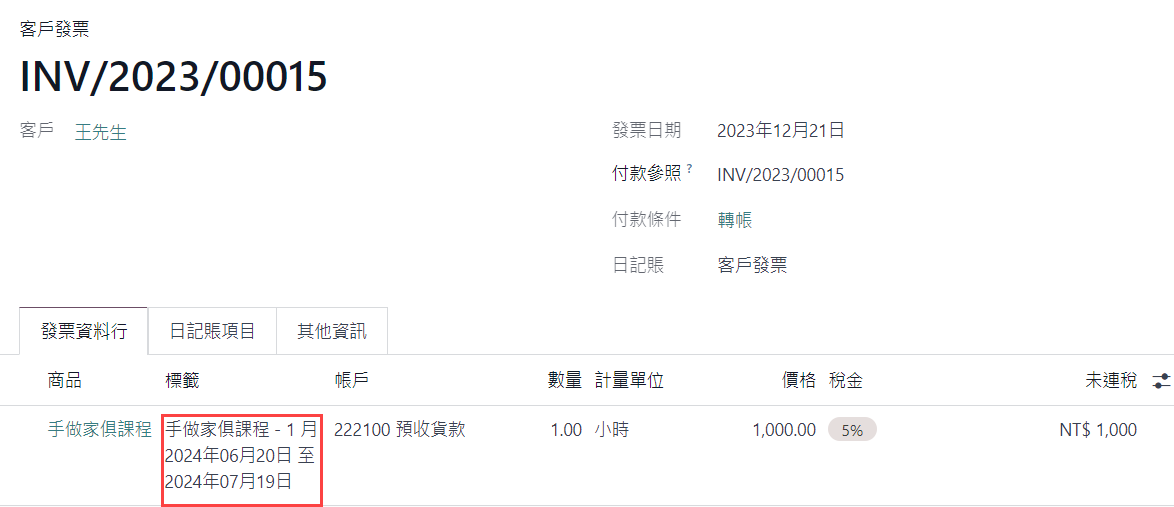 客戶發票
INV/2023/00015
客戶 王先生
發票日期 2023年12月21日
付款參照 ? INV/2023/00015
付款條件 轉帳
日記賬 客戶發票
發票資料行 日記賬項目 其他資訊
商品 標籤 帳戶 數量 計量單位 價格 稅金 未連稅
手做家俱課程 手做家俱課程 - 1 月 222100 預收貨款 1.00 小時 1,000.00 5% NT$ 1,000
2024年06月20日 至
2024年07月19日